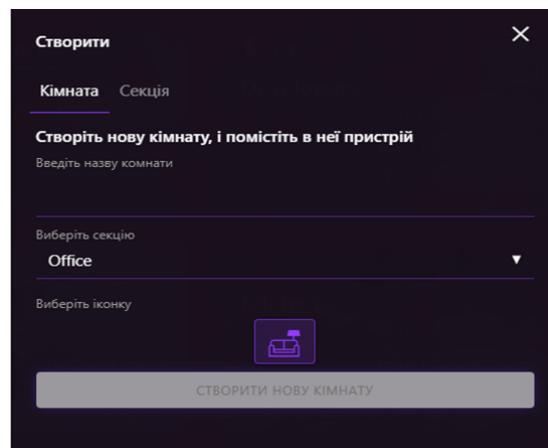 Створити
Кімната Секція
Створіть нову кімнату, і помістіть в неї пристрій
Введіть назву комнати
Виберіть секцію
Office
Виберіть іконку
СТВОРИТИ НОВУ КІМНАТУ